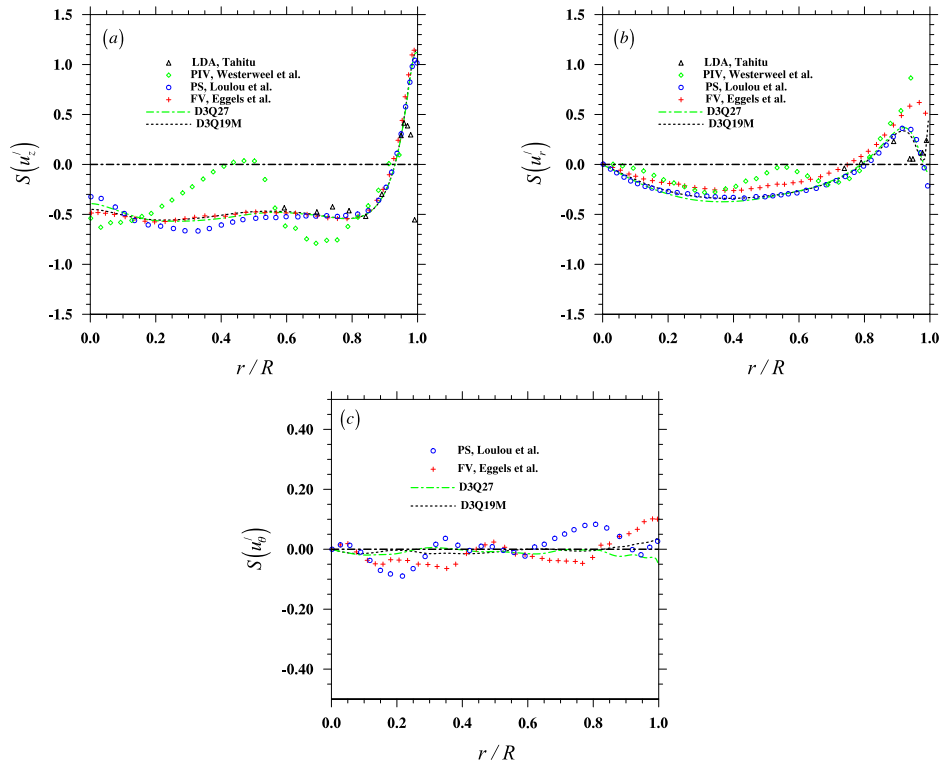 (a)
LDA, Tahitu
PIV, Westerweel et al.
PS, Loulou et al.
FV, Eggels et al.
D3Q27
D3Q19M
S(u′z)
1.5
1.0
0.5
0.0
-0.5
-1.0
-1.5
0.0 0.2 0.4 0.6 0.8 1.0
r / R
(b)
LDA, Tahitu
PIV, Westerweel et al.
PS, Loulou et al.
FV, Eggels et al.
D3Q27
D3Q19M
S(u′r)
1.5
1.0
0.5
0.0
-0.5
-1.0
-1.5
0.0 0.2 0.4 0.6 0.8 1.0
r / R
(c)
PS, Loulou et al.
FV, Eggels et al.
D3Q27
D3Q19M
S(u′θ)
0.40
0.20
0.00
-0.20
-0.40
0.0 0.2 0.4 0.6 0.8 1.0
r / R